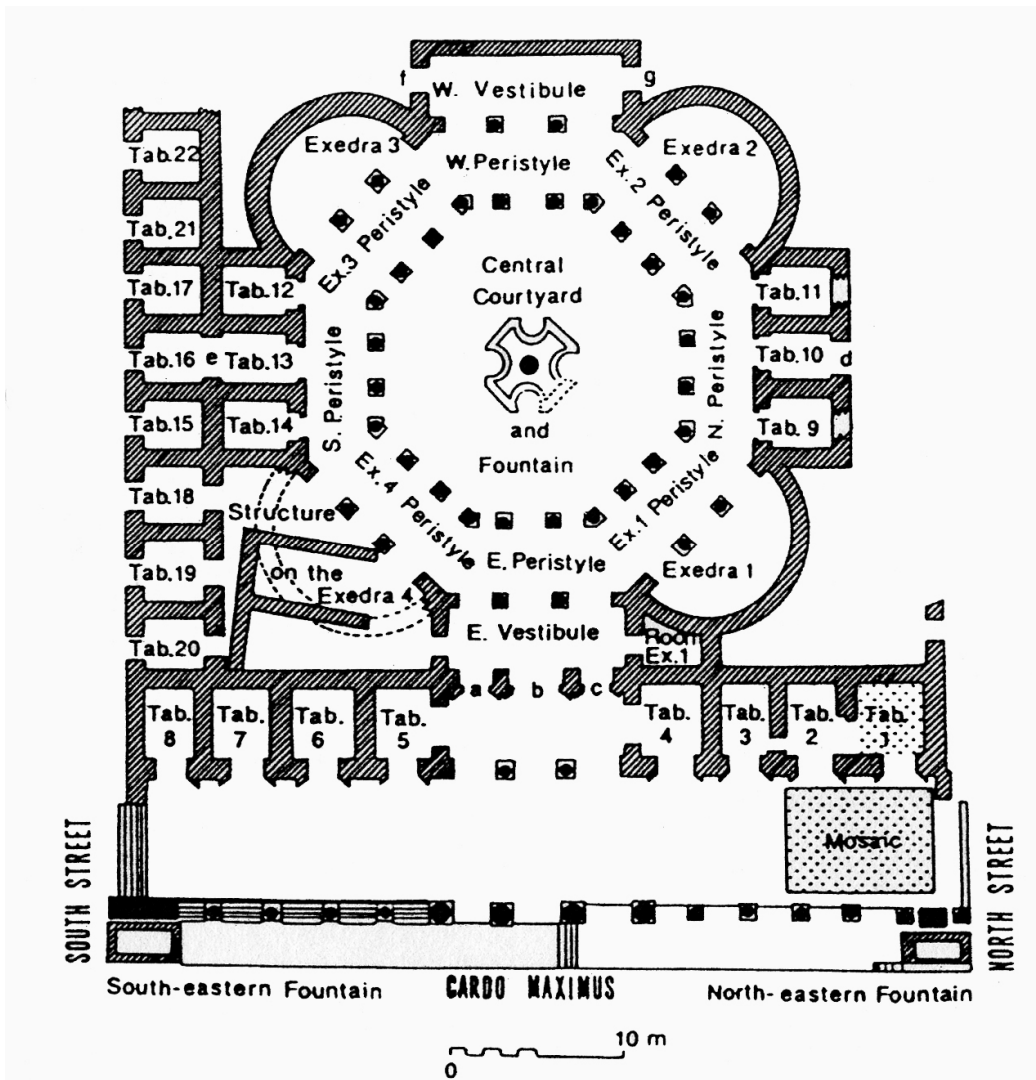 f
g
W. Vestibule
Exedra 3
Exedra 2
Tab.22
W. Peristyle
Ex.3 Peristyle
Ex.2 Peristyle
Tab.21
Central
Courtyard
Tab.17
Tab.12
Tab.11
Tab.16
e
Tab.13
S. Peristyle
N. Peristyle
Tab.10
d
Tab.15
Tab.14
and
Fountain
Tab.9
Tab.18
Ex.4 Peristyle
Ex.1 Peristyle
Structure
on the
Exedra 4
E. Peristyle
Exedra 1
Tab.19
E. Vestibule
Room
Ex.1
Tab.20
a
b
c
Tab.
8
Tab.
7
Tab.
6
Tab.
5
Tab.
4
Tab.
3
Tab.
2
Tab.
1
Mosaic
SOUTH STREET
NORTH STREET
South-eastern Fountain
CARDO MAXIMUS
North-eastern Fountain
10 m
0